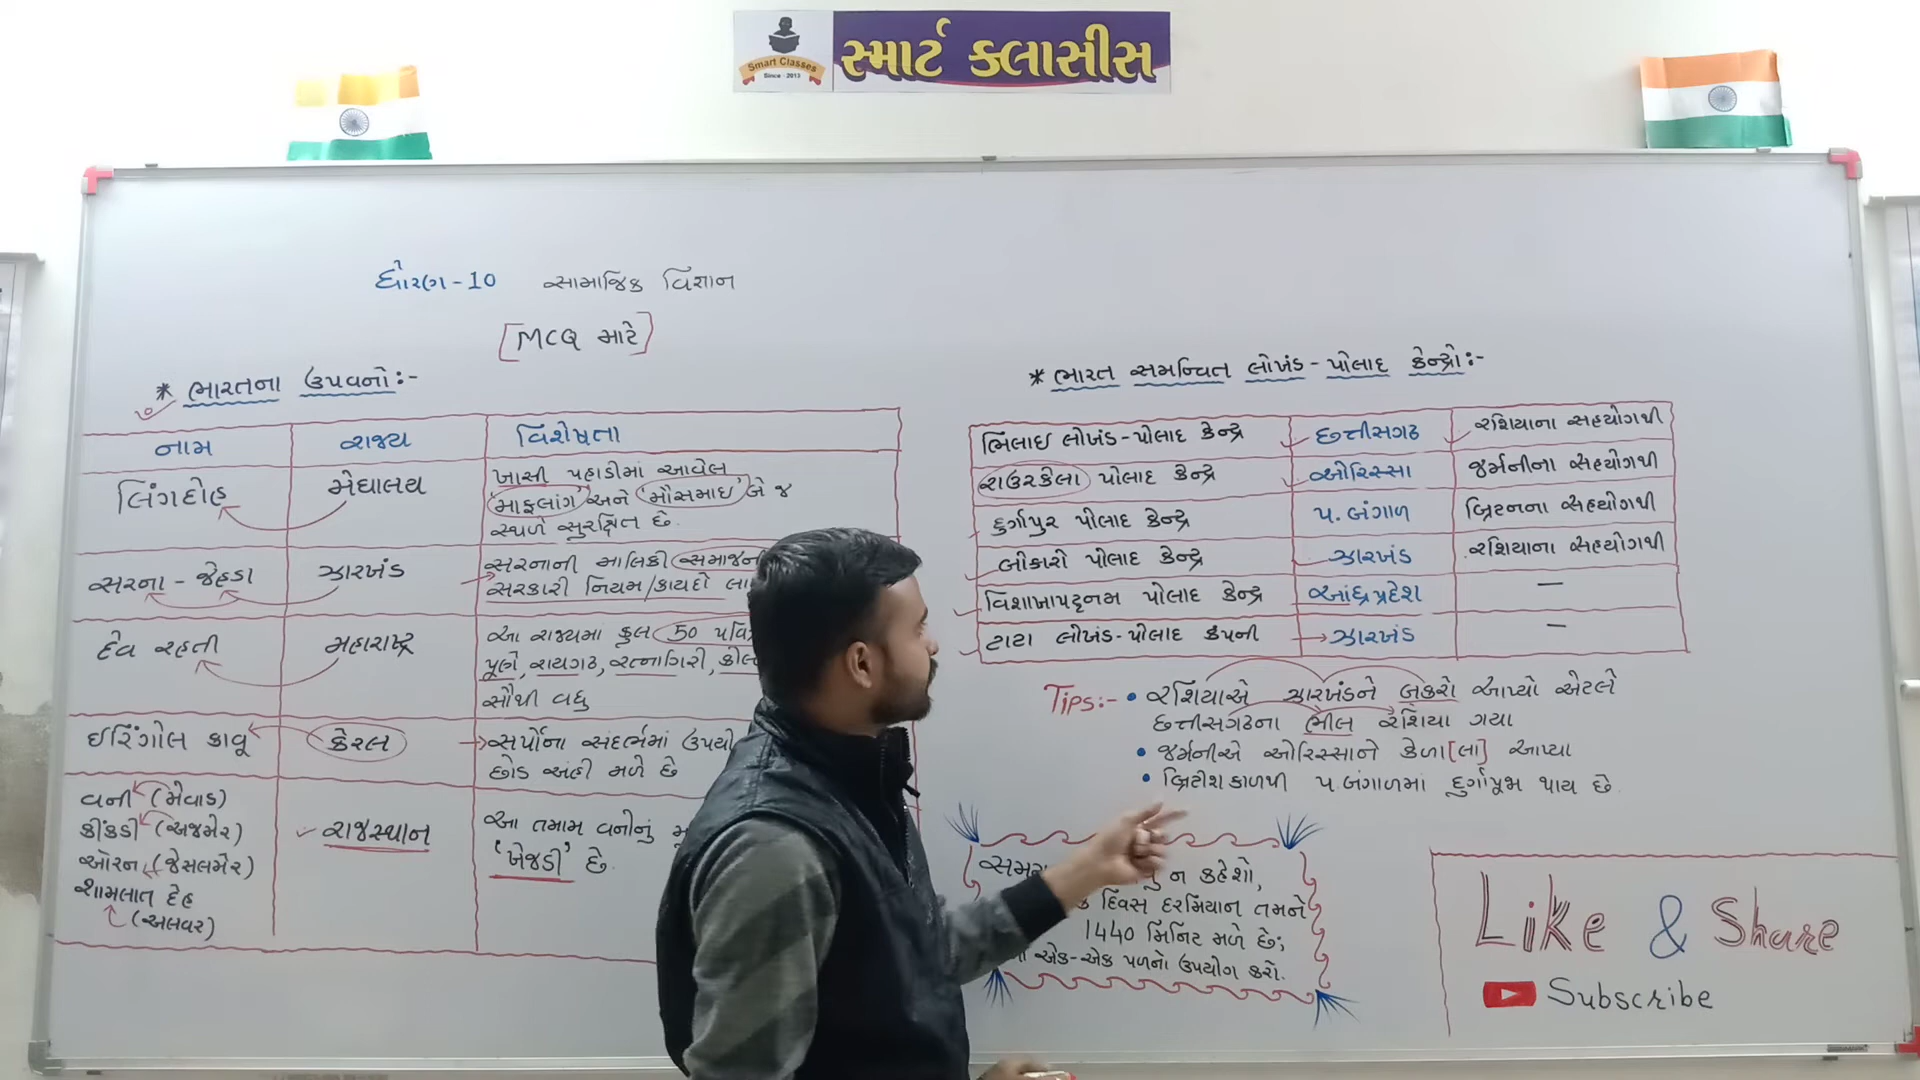 Smart Classes
Since : 2013
સ્માર્ટ ક્લાસીસ
ધોરણ - 10 સામાજિક વિજ્ઞાન
[MCQ માટે]
* ભારતના ઉપવનો :-
નામ રાજ્ય વિશેષતા
લિંગદોહ મેઘાલય ખાસી પહાડીમાં આવેલ
'માફલાંગ' અને 'મૌસમાઇ' બે જ
સ્થળે સુરક્ષિત છે.
સરના - જેહડા ઝારખંડ સરનાની માલિકી સમાજની
સરકારી નિયમ/કાયદો
દેવ રહતી મહારાષ્ટ્ર આ રાજ્યમાં કુલ 50
પૂણે, રાયગઢ, રત્નાગિરી,
સૌથી વધુ
ઈરિંગોલ કાવૂ કેરલ સર્પોના સંદર્ભમાં
છોડ અહી મળે છે
વની (મેવાડ)
કીંકડી (અજમેર)
ઓરન (જેસલમેર)
શામલાત દેહ
(અલવર)
રાજસ્થાન
આ તમામ વનોનું
'ખેજડી' છે.
* ભારત સમન્વિત લોખંડ - પોલાદ કેન્દ્રો :-
ભિલાઇ લોખંડ - પોલાદ કેન્દ્ર છત્તીસગઢ રશિયાના સહયોગથી
રાઉરકેલા પોલાદ કેન્દ્ર ઓરિસ્સા જર્મનીના સહયોગથી
દુર્ગાપુર પોલાદ કેન્દ્ર પ. બંગાળ બ્રિટનના સહયોગથી
બોકારો પોલાદ કેન્દ્ર ઝારખંડ રશિયાના સહયોગથી
વિશાખાપટ્ટનમ પોલાદ કેન્દ્ર આંધ્રપ્રદેશ —
ટાટા લોખંડ - પોલાદ કંપની ઝારખંડ —
Tips :- • રશિયાએ ઝારખંડને બકરો આપ્યો એટલે
છત્તીસગઢના ભીલ રશિયા ગયા
• જર્મનીએ ઓરિસ્સાને કેળા [લા] આપ્યા
• બ્રિટીશકાળથી પ. બંગાળમાં દુર્ગાપૂજા થાય છે.
ન કહેશો,
દિવસ દરમિયાન તમને
1440 મિનિટ મળે છે;
એક - એક પળનો ઉપયોગ કરો.
Like & Share
Subscribe